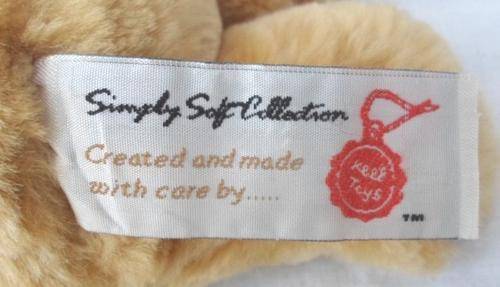 Simply Soft Collection
Created and made
with care by.....
Keel
Toys
TM